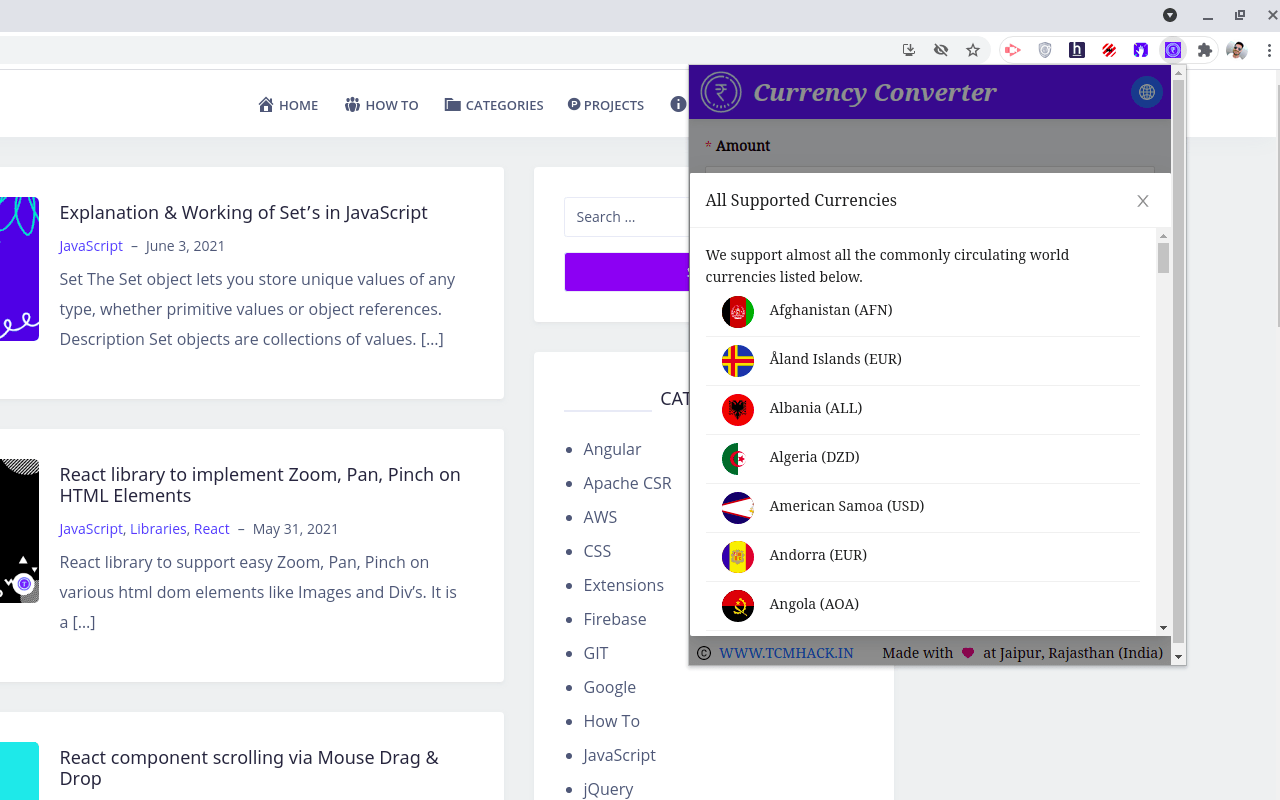 HOME
HOW TO
CATEGORIES
PROJECTS
Explanation & Working of Set’s in JavaScript
JavaScript – June 3, 2021
Set The Set object lets you store unique values of any
type, whether primitive values or object references.
Description Set objects are collections of values. [...]
React library to implement Zoom, Pan, Pinch on
HTML Elements
JavaScript, Libraries, React – May 31, 2021
React library to support easy Zoom, Pan, Pinch on
various html dom elements like Images and Div’s. It is
a [...]
React component scrolling via Mouse Drag &
Drop
Search ...
CAT
Angular
Apache CSR
AWS
CSS
Extensions
Firebase
GIT
Google
How To
JavaScript
jQuery
Currency Converter
* Amount
All Supported Currencies
We support almost all the commonly circulating world
currencies listed below.
Afghanistan (AFN)
Åland Islands (EUR)
Albania (ALL)
Algeria (DZD)
American Samoa (USD)
Andorra (EUR)
Angola (AOA)
© WWW.TCMHACK.IN
Made with ♥ at Jaipur, Rajasthan (India)